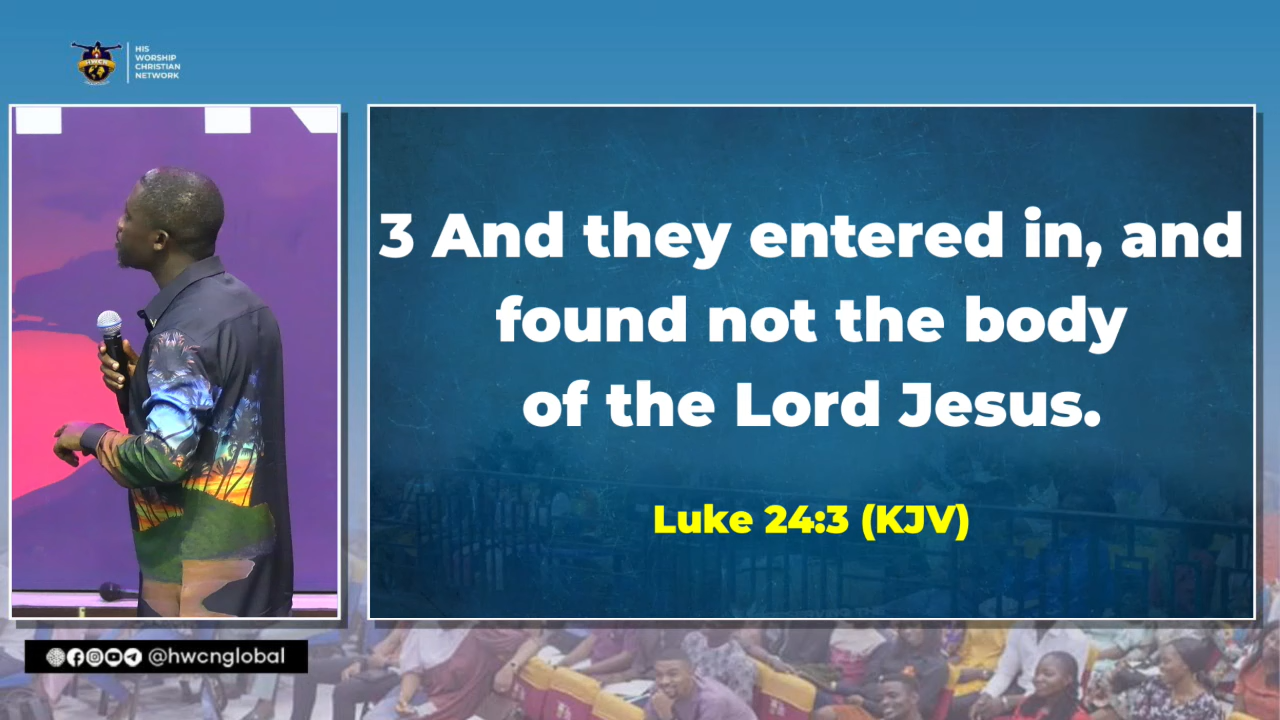 HIS
WORSHIP
CHRISTIAN
NETWORK
3 And they entered in, and
found not the body
of the Lord Jesus.
Luke 24:3 (KJV)
@hwcnglobal